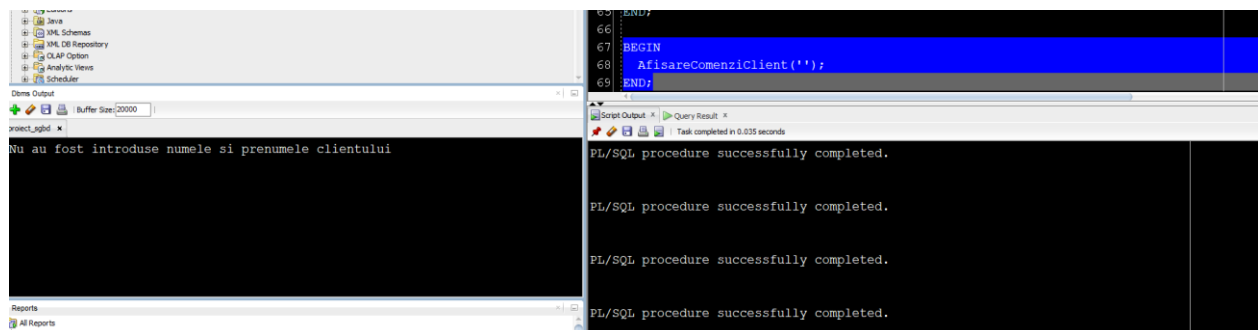 Java
XML Schemas
XML DB Repository
OLAP Option
Analytic Views
Scheduler
Dbms Output
Buffer Size: 20000
proiect_sgbd
Nu au fost introduse numele si prenumele clientului
Reports
All Reports
65 END;
66
67 BEGIN
68 AfisareComenziClient('');
69 END;
Script Output
Query Result
Task completed in 0.035 seconds
PL/SQL procedure successfully completed.
PL/SQL procedure successfully completed.
PL/SQL procedure successfully completed.
PL/SQL procedure successfully completed.